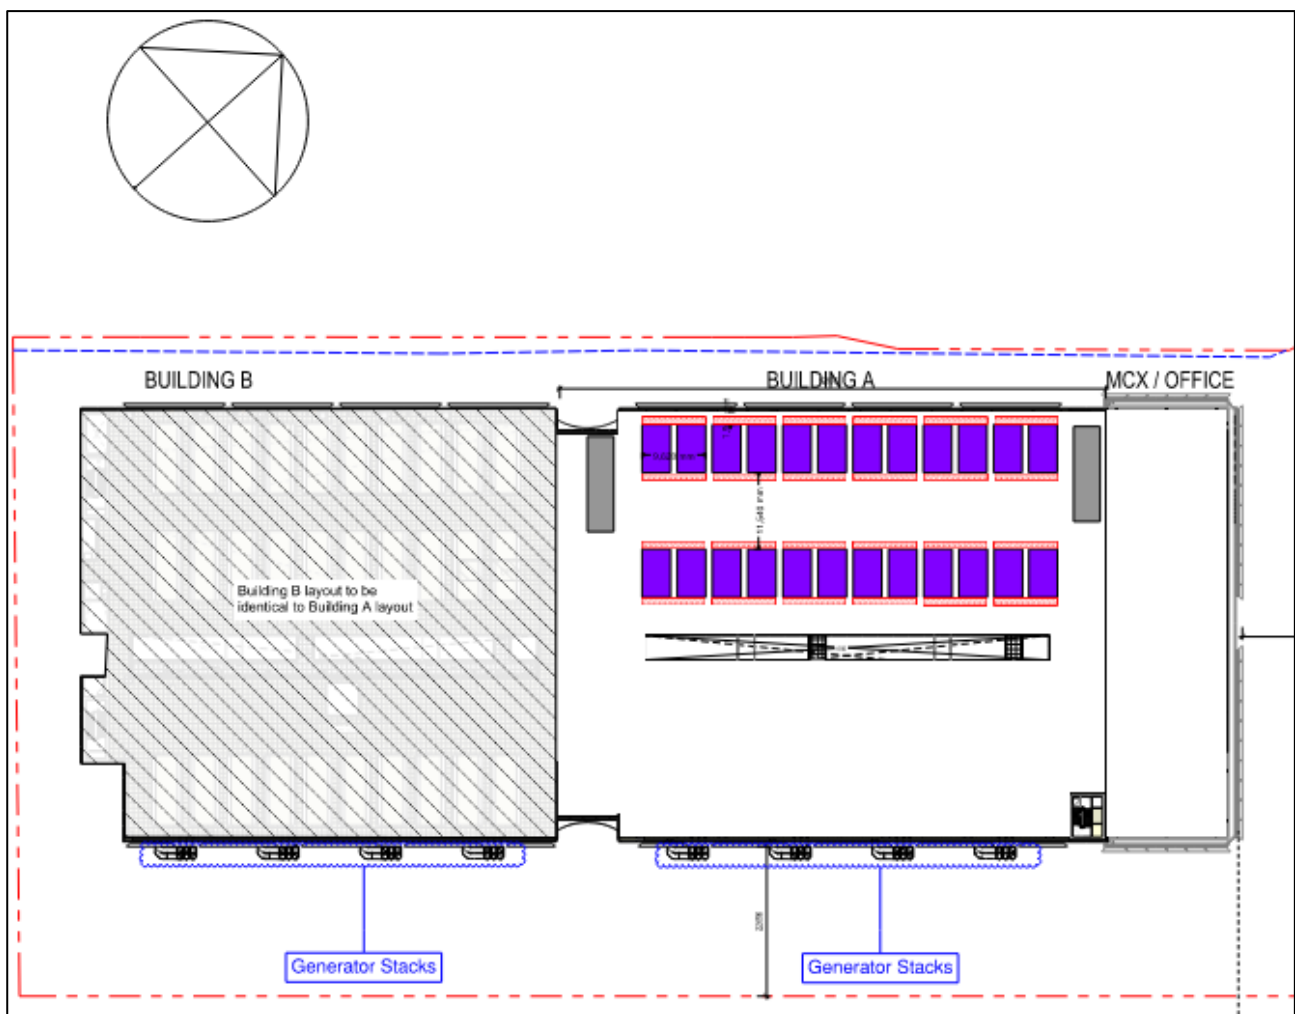 BUILDING B
BUILDING A
MCX / OFFICE
Building B layout to be
identical to Building A layout
Generator Stacks
Generator Stacks